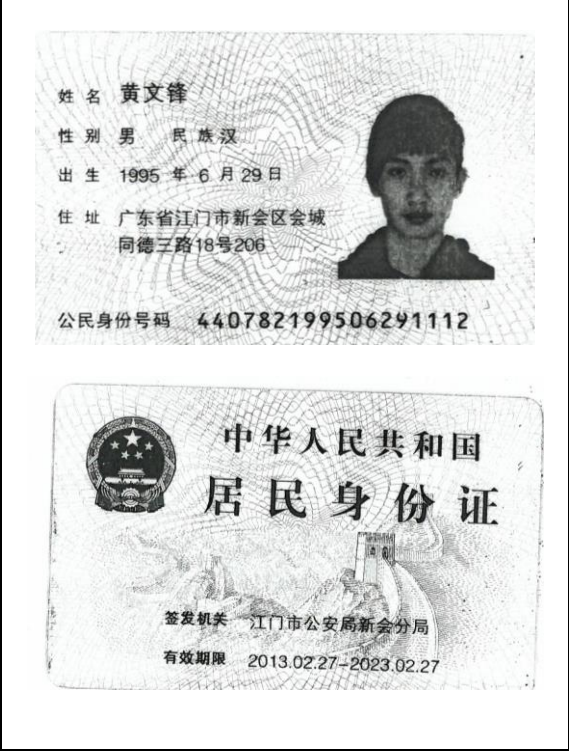 姓名 黄文锋
性别 男 民族 汉
出生 1995 年 6 月 29 日
住址 广东省江门市新会区会城
同德三路18号206
公民身份号码 440782199506291112
中华人民共和国
居民身份证
签发机关 江门市公安局新会分局
有效期限 2013.02.27-2023.02.27